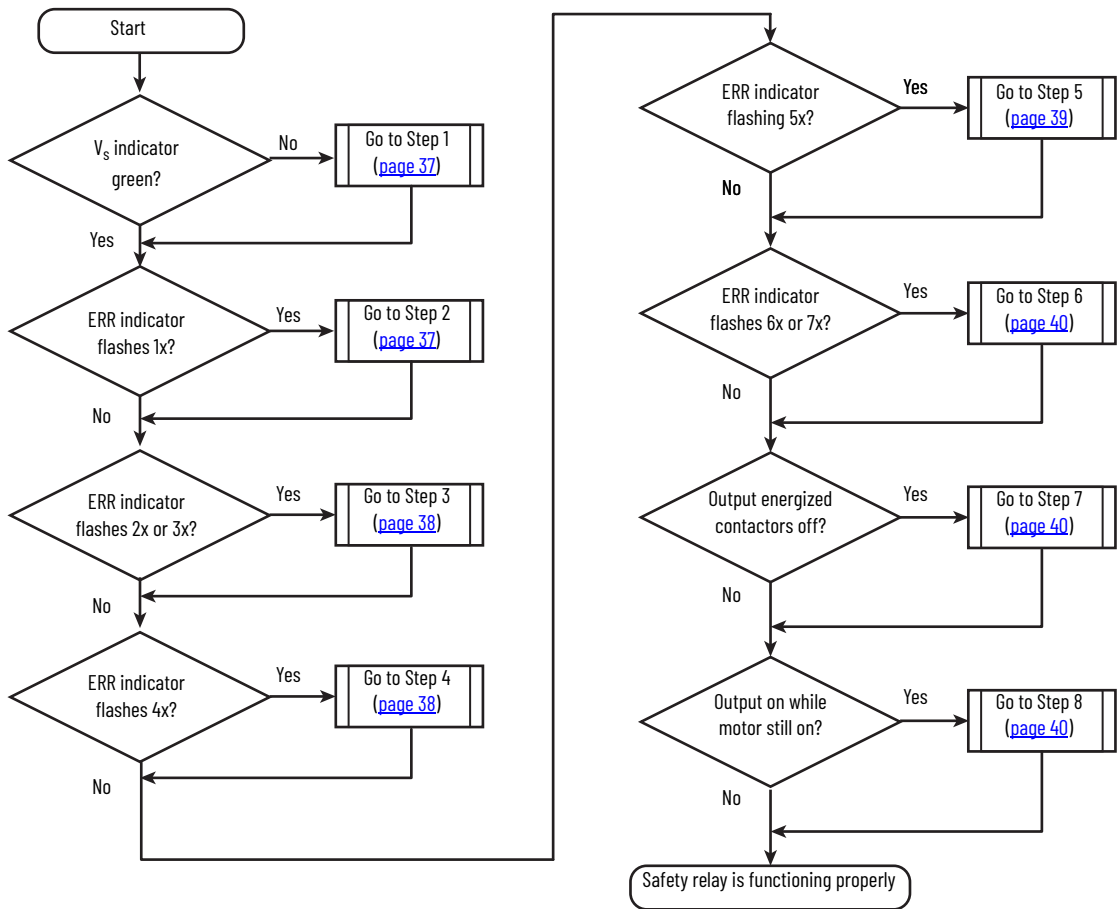 Start
Vs indicator
green?
No
Go to Step 1
(page 37)
Yes
ERR indicator
flashes 1x?
Yes
Go to Step 2
(page 37)
No
ERR indicator
flashes 2x or 3x?
Yes
Go to Step 3
(page 38)
No
ERR indicator
flashes 4x?
Yes
Go to Step 4
(page 38)
No
ERR indicator
flashing 5x?
Yes
Go to Step 5
(page 39)
No
ERR indicator
flashes 6x or 7x?
Yes
Go to Step 6
(page 40)
No
Output energized
contactors off?
Yes
Go to Step 7
(page 40)
No
Output on while
motor still on?
Yes
Go to Step 8
(page 40)
No
Safety relay is functioning properly